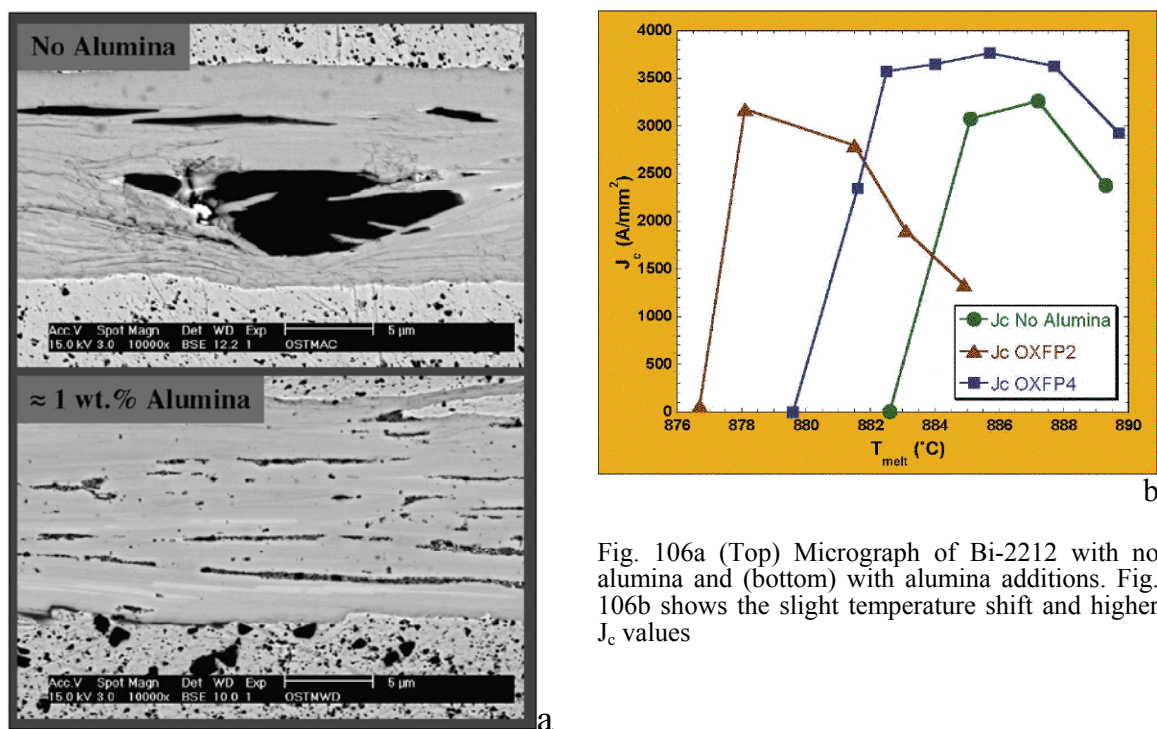 No Alumina
Acc.V Spot Magn Det WD Exp 5 µm
15.0 kV 3.0 10000x BSE 12.2 1 OSTMAC
≈ 1 wt.% Alumina
Acc.V Spot Magn Det WD Exp 5 µm
15.0 kV 3.0 10000x BSE 10.0 1 OSTMWD
a
4000
3500
3000
2500
2000
1500
1000
500
0
J_c (A/mm²)
876 878 880 882 884 886 888 890
T_melt (°C)
Jc No Alumina
Jc OXFP2
Jc OXFP4
b
Fig. 106a (Top) Micrograph of Bi-2212 with no
alumina and (bottom) with alumina additions. Fig.
106b shows the slight temperature shift and higher
J_c values